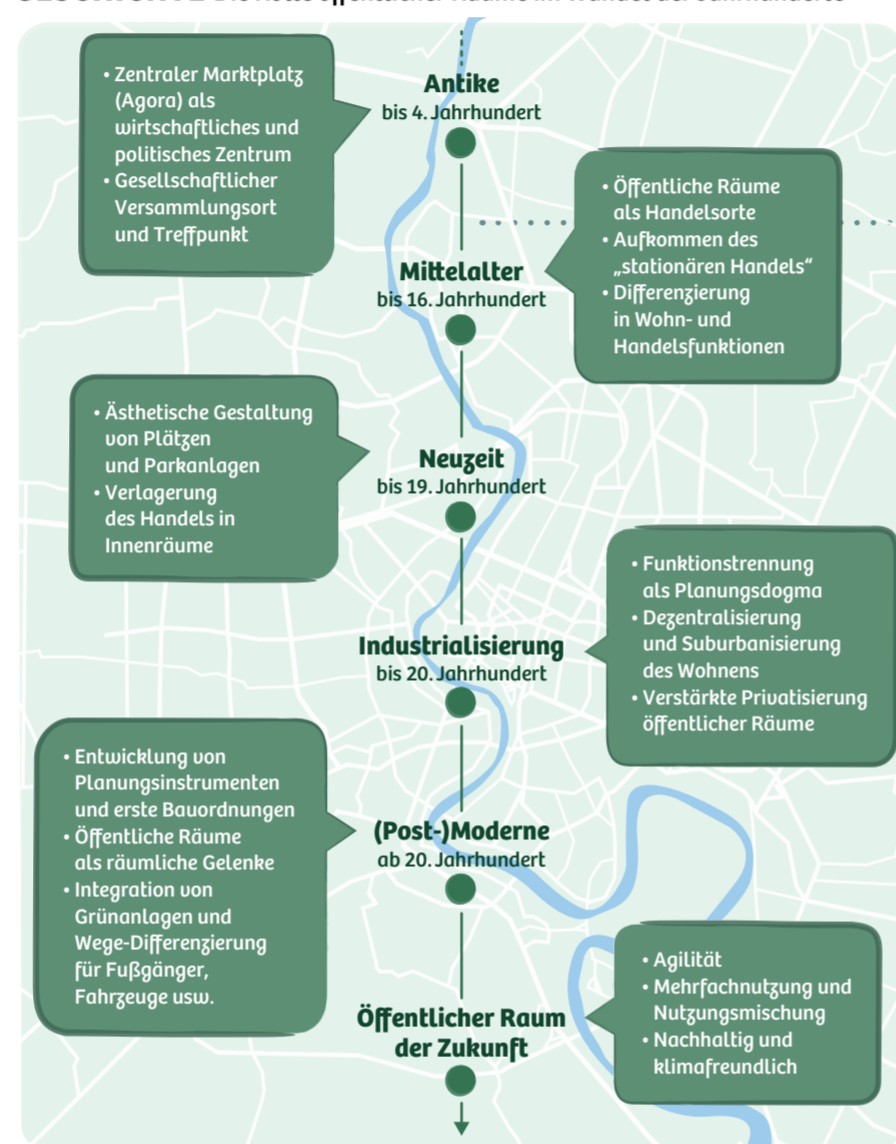 Antike
bis 4. Jahrhundert
• Zentraler Marktplatz
(Agora) als
wirtschaftliches und
politisches Zentrum
• Gesellschaftlicher
Versammlungsort
und Treffpunkt
Mittelalter
bis 16. Jahrhundert
• Öffentliche Räume
als Handelsorte
• Aufkommen des
„stationären Handels“
• Differenzierung
in Wohn- und
Handelsfunktionen
Neuzeit
bis 19. Jahrhundert
• Ästhetische Gestaltung
von Plätzen
und Parkanlagen
• Verlagerung
des Handels in
Innenräume
Industrialisierung
bis 20. Jahrhundert
• Funktionstrennung
als Planungsdogma
• Dezentralisierung
und Suburbanisierung
des Wohnens
• Verstärkte Privatisierung
öffentlicher Räume
(Post-)Moderne
ab 20. Jahrhundert
• Entwicklung von
Planungsinstrumenten
und erste Bauordnungen
• Öffentliche Räume
als räumliche Gelenke
• Integration von
Grünanlagen und
Wege-Differenzierung
für Fußgänger,
Fahrzeuge usw.
Öffentlicher Raum
der Zukunft
• Agilität
• Mehrfachnutzung und
Nutzungsmischung
• Nachhaltig und
klimafreundlich